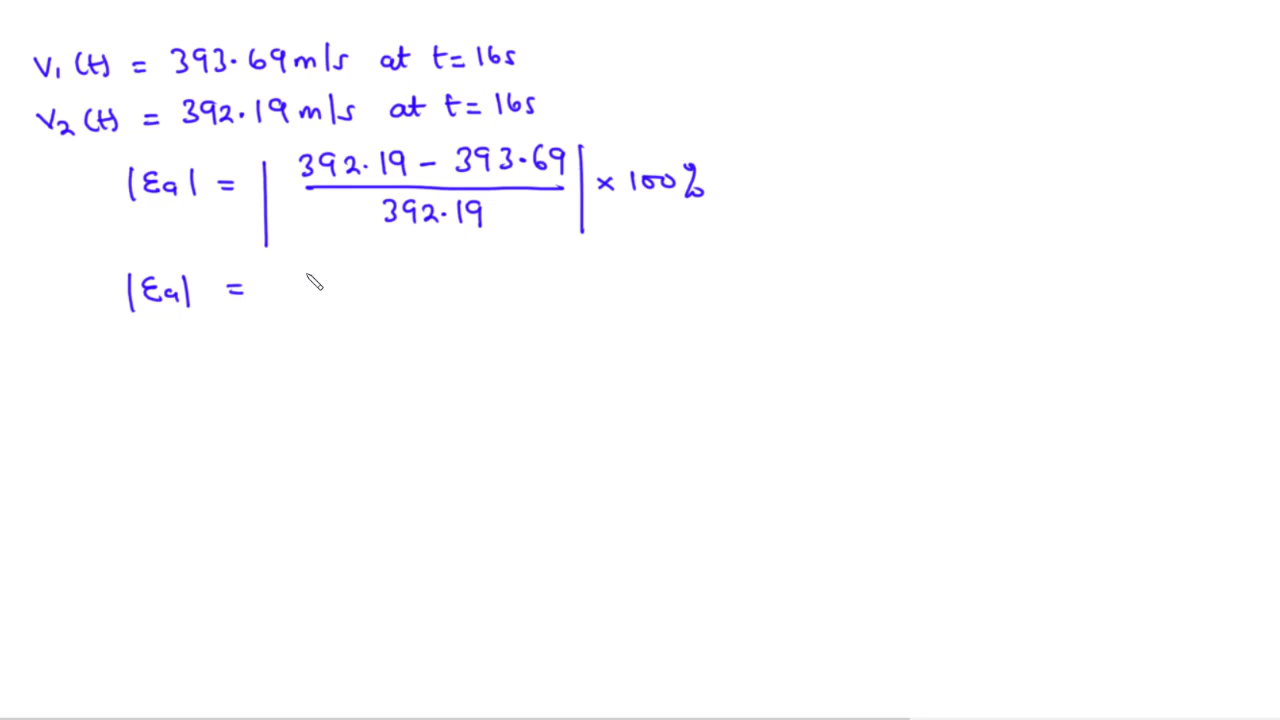 v₁(t) = 393.69 m/s at t=16s
v₂(t) = 392.19 m/s at t=16s
|εa| = | (392.19 - 393.69) / 392.19 | × 100%
|εa| =